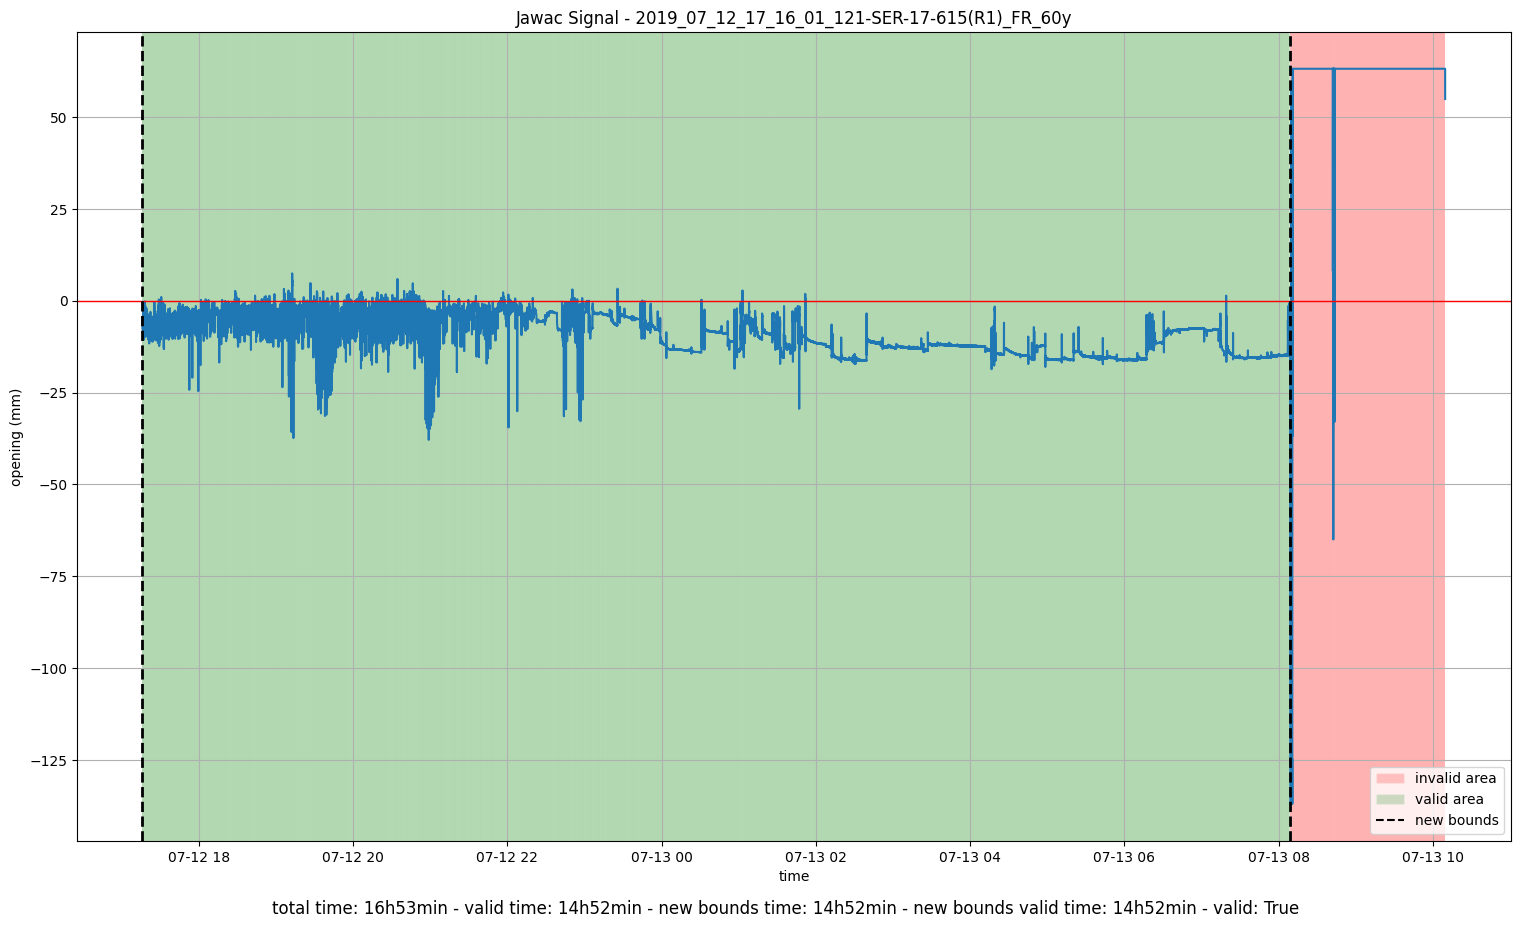 Jawac Signal - 2019_07_12_17_16_01_121-SER-17-615(R1)_FR_60y
opening (mm)
50
25
0
−25
−50
−75
−100
−125
invalid area
valid area
new bounds
07-12 18
07-12 20
07-12 22
07-13 00
07-13 02
07-13 04
07-13 06
07-13 08
07-13 10
time
total time: 16h53min - valid time: 14h52min - new bounds time: 14h52min - new bounds valid time: 14h52min - valid: True